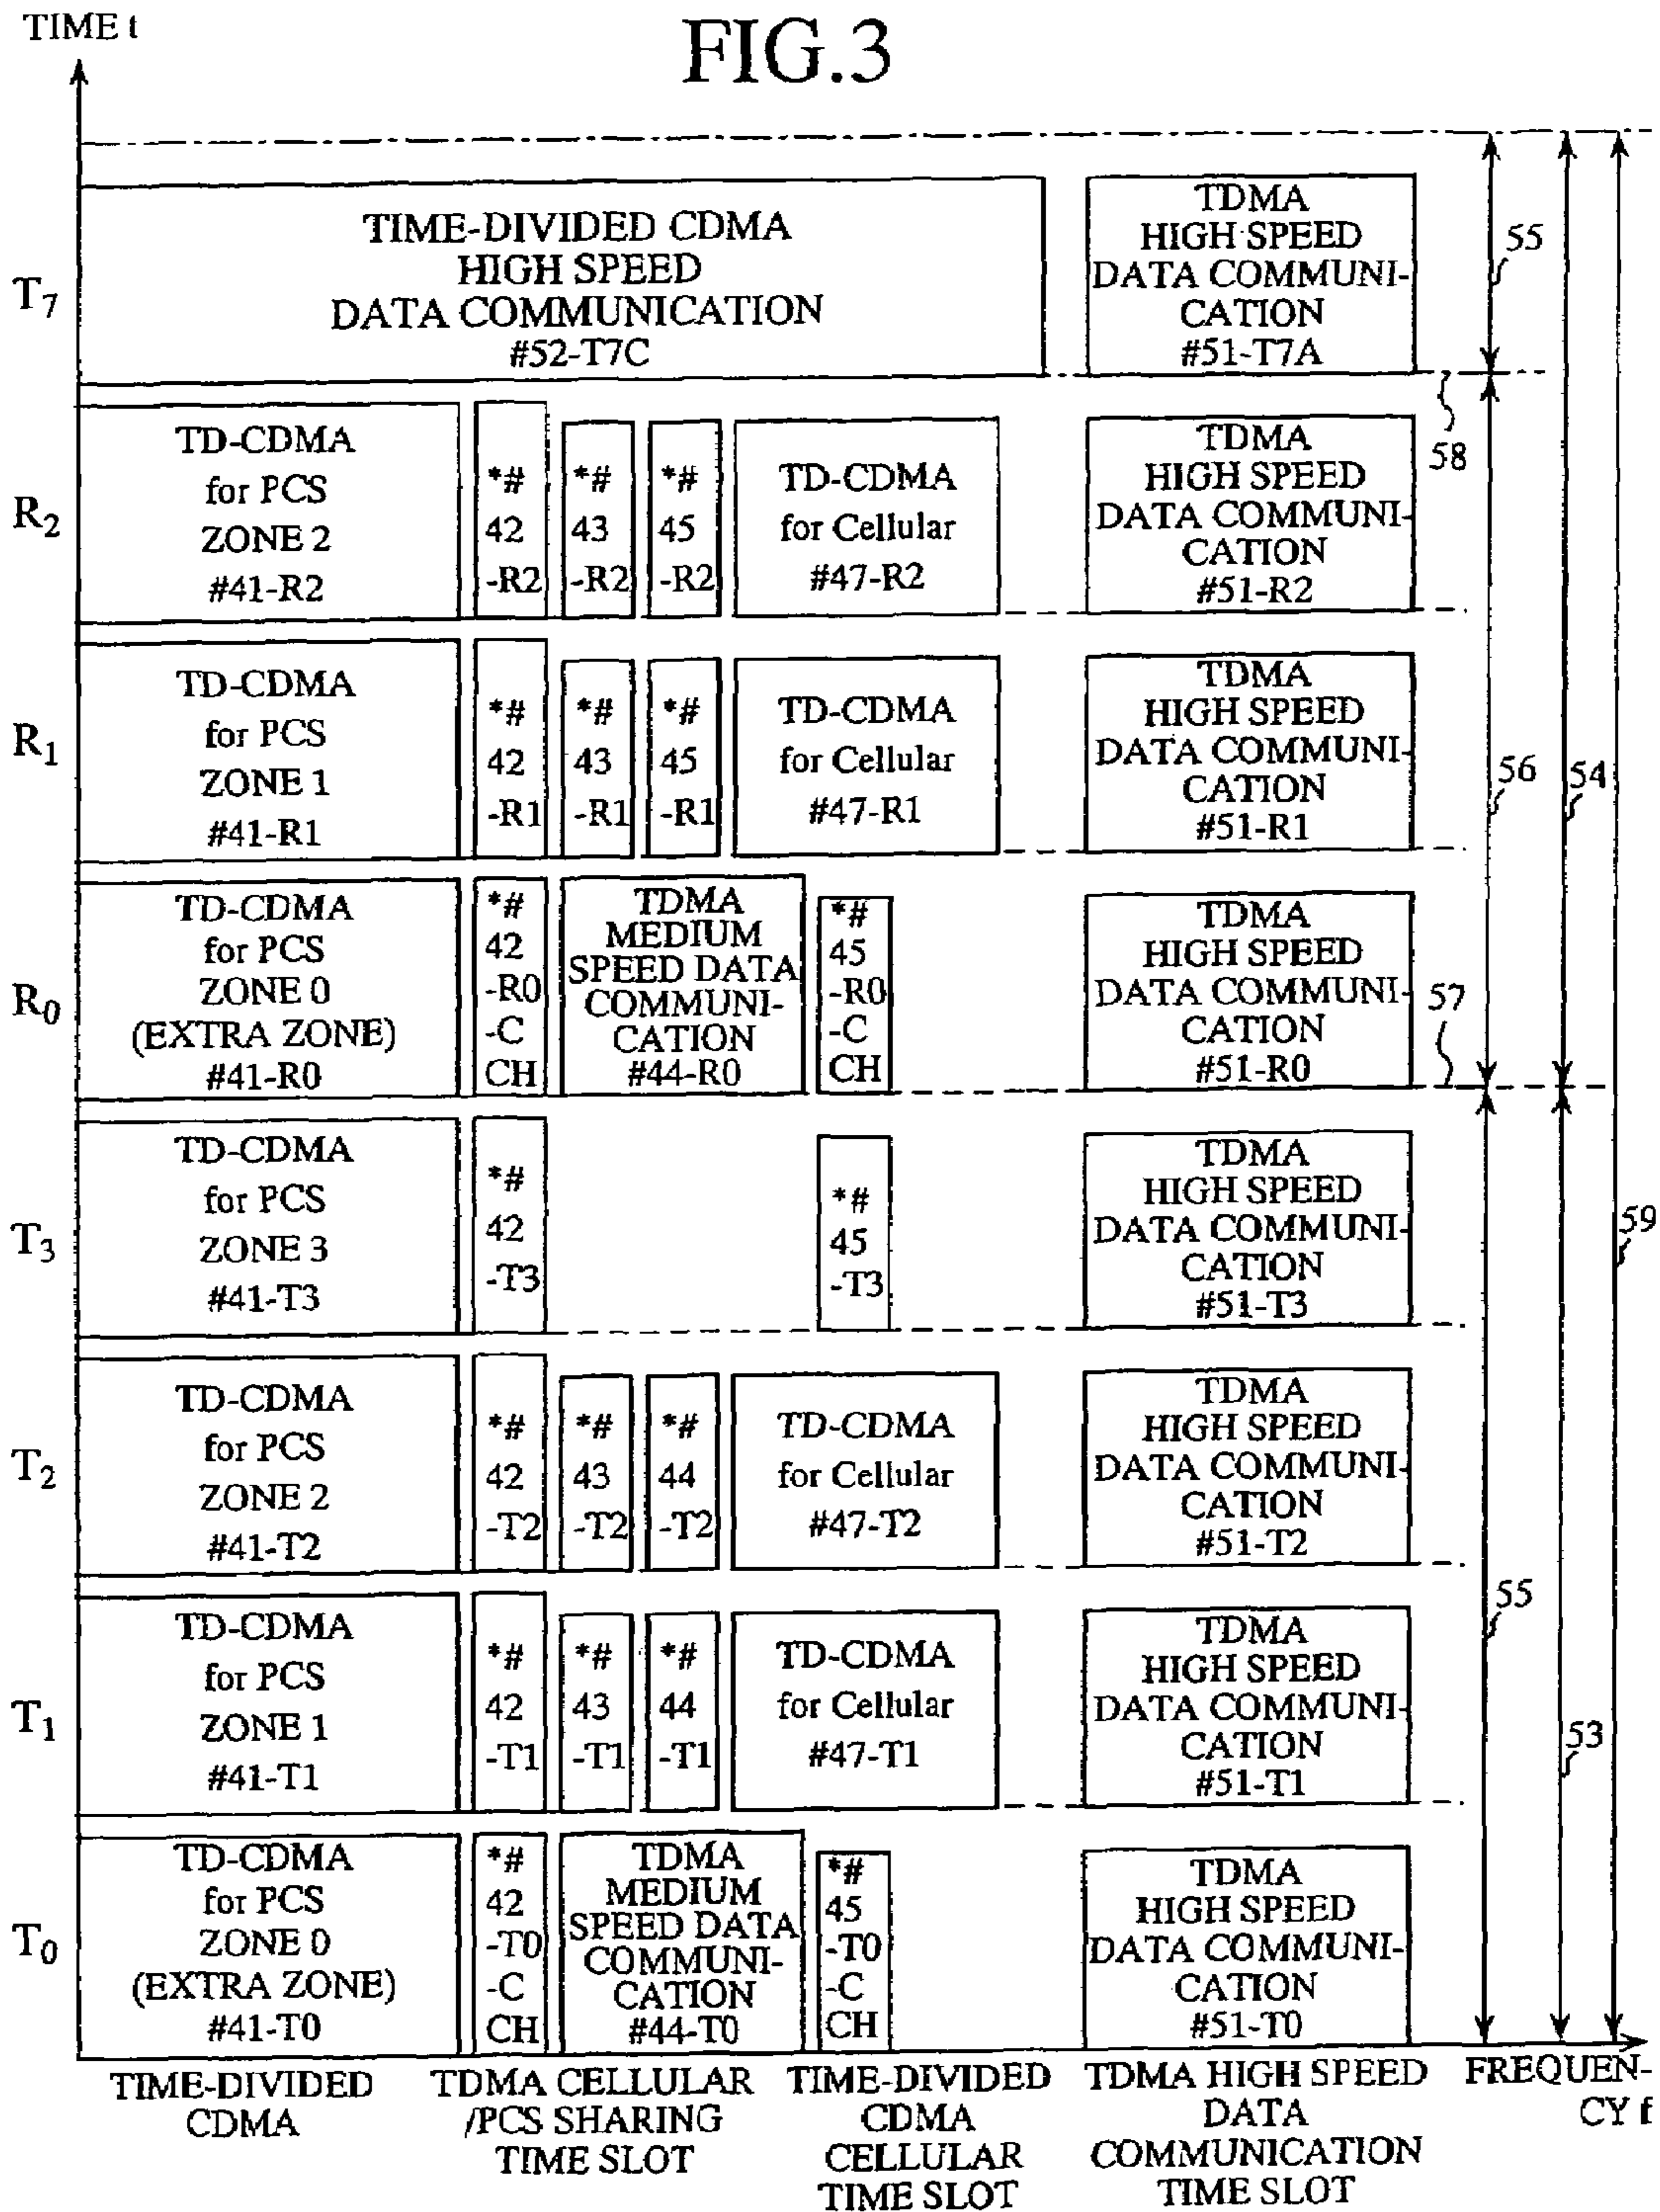 FIG.3
TIME t
T7
TIME-DIVIDED CDMA
HIGH SPEED
DATA COMMUNICATION
#52-T7C
TDMA
HIGH SPEED
DATA COMMUNI-
CATION
#51-T7A
55
58
R2
TD-CDMA
for PCS
ZONE 2
#41-R2
*#
42
-R2
*#
43
-R2
*#
45
-R2
TD-CDMA
for Cellular
#47-R2
TDMA
HIGH SPEED
DATA COMMUNI-
CATION
#51-R2
R1
TD-CDMA
for PCS
ZONE 1
#41-R1
*#
42
-R1
*#
43
-R1
*#
45
-R1
TD-CDMA
for Cellular
#47-R1
TDMA
HIGH SPEED
DATA COMMUNI-
CATION
#51-R1
56
54
R0
TD-CDMA
for PCS
ZONE 0
(EXTRA ZONE)
#41-R0
*#
42
-R0
-C
CH
TDMA
MEDIUM
SPEED DATA
COMMUNI-
CATION
#44-R0
*#
45
-R0
-C
CH
TDMA
HIGH SPEED
DATA COMMUNI-
CATION
#51-R0
57
T3
TD-CDMA
for PCS
ZONE 3
#41-T3
*#
42
-T3
*#
45
-T3
TDMA
HIGH SPEED
DATA COMMUNI-
CATION
#51-T3
59
T2
TD-CDMA
for PCS
ZONE 2
#41-T2
*#
42
-T2
*#
43
-T2
*#
44
-T2
TD-CDMA
for Cellular
#47-T2
TDMA
HIGH SPEED
DATA COMMUNI-
CATION
#51-T2
55
T1
TD-CDMA
for PCS
ZONE 1
#41-T1
*#
42
-T1
*#
43
-T1
*#
44
-T1
TD-CDMA
for Cellular
#47-T1
TDMA
HIGH SPEED
DATA COMMUNI-
CATION
#51-T1
53
T0
TD-CDMA
for PCS
ZONE 0
(EXTRA ZONE)
#41-T0
*#
42
-T0
-C
CH
TDMA
MEDIUM
SPEED DATA
COMMUNI-
CATION
#44-T0
*#
45
-T0
-C
CH
TDMA
HIGH SPEED
DATA COMMUNI-
CATION
#51-T0
TIME-DIVIDED
CDMA
TDMA CELLULAR
/PCS SHARING
TIME SLOT
TIME-DIVIDED
CDMA
CELLULAR
TIME SLOT
TDMA HIGH SPEED
DATA
COMMUNICATION
TIME SLOT
FREQUEN-
CY f